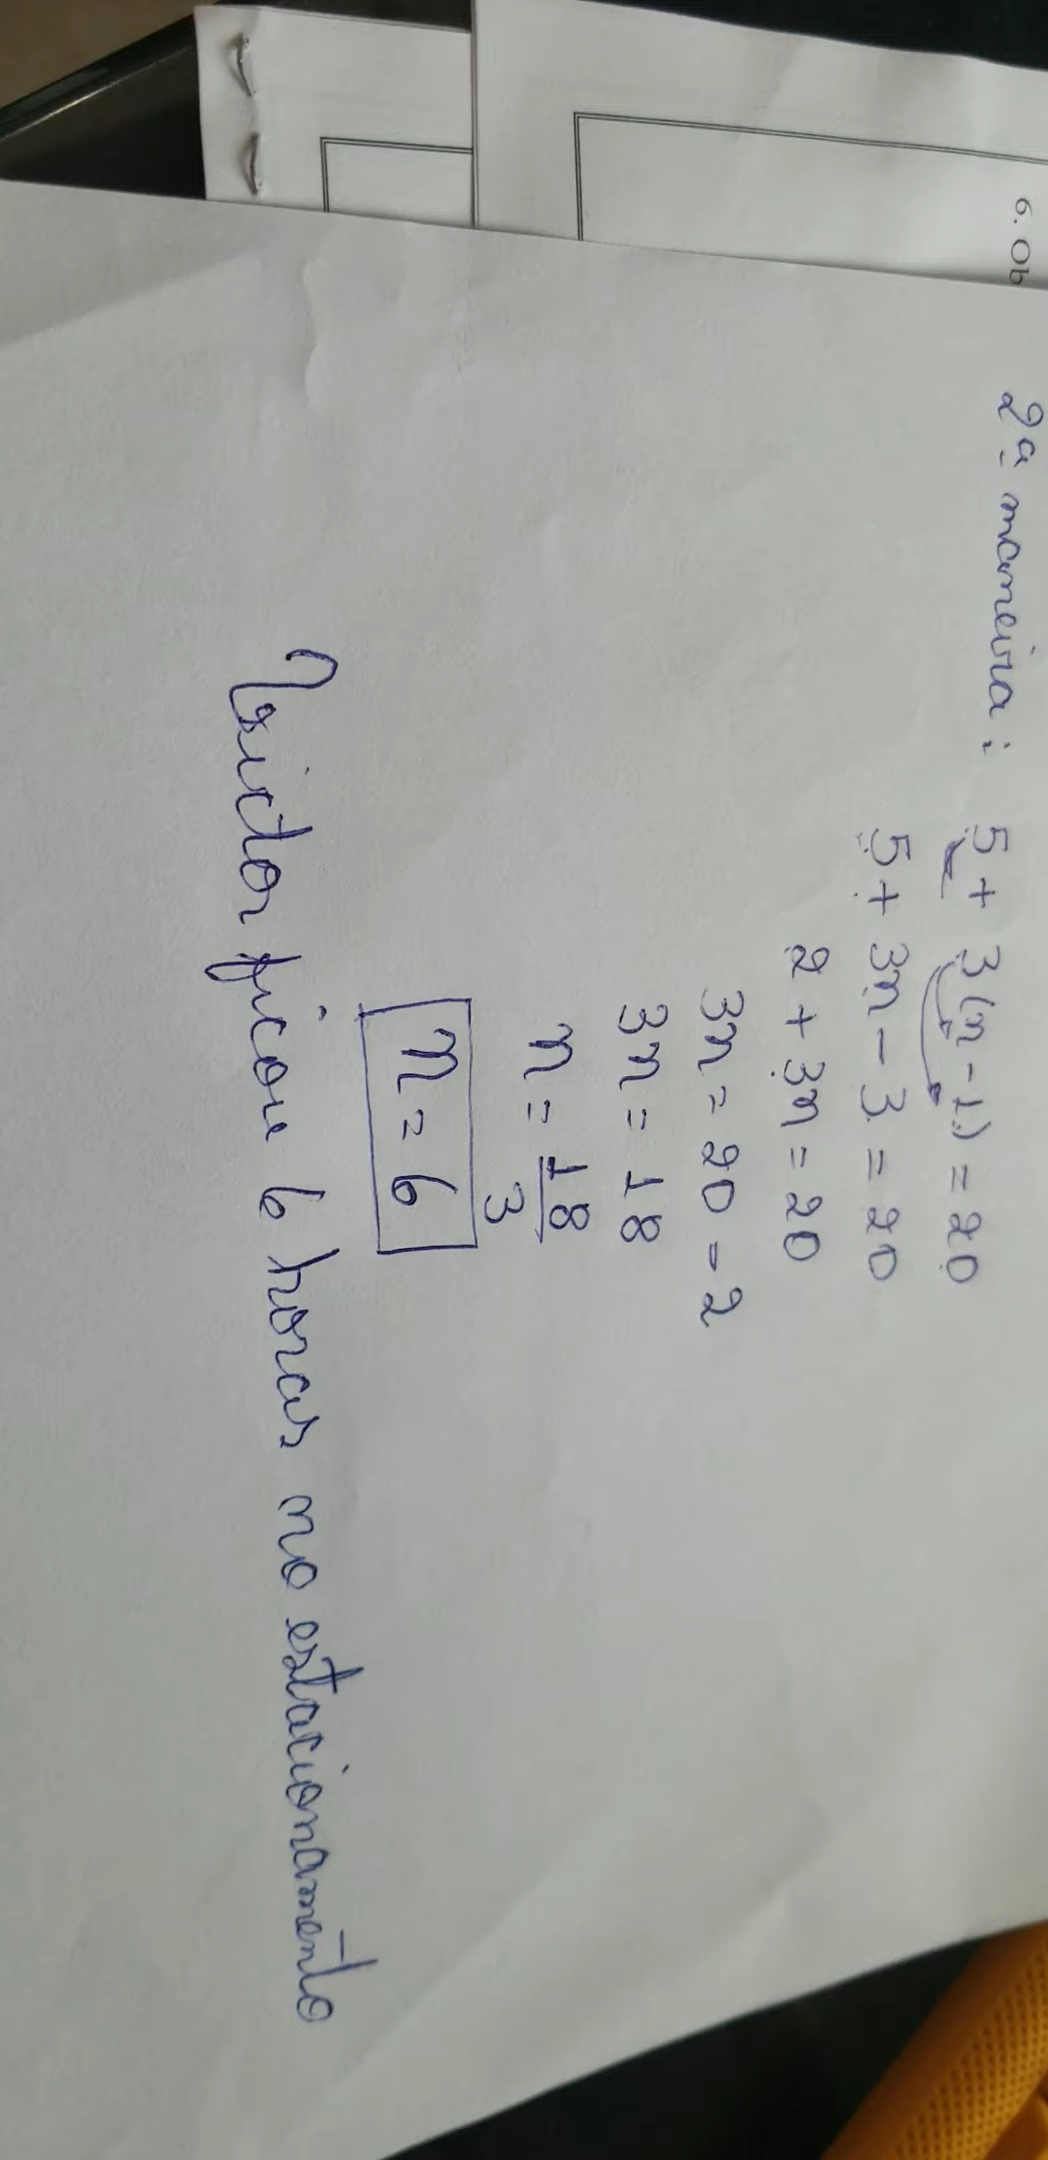 6. Ob
2ª maneira: 5 + 3(n - 1) = 20
5 + 3n - 3 = 20
2 + 3n = 20
3n = 20 - 2
3n = 18
n = 18/3
n = 6
Victor ficou 6 horas no estacionamento